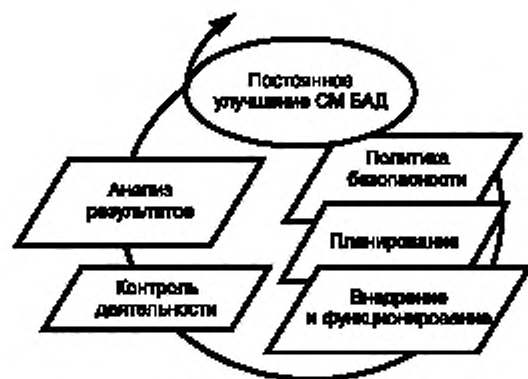 Постоянное
улучшение СМ БАД
Политика
безопасности
Планирование
Внедрение
и функционирование
Контроль
деятельности
Анализ
результатов